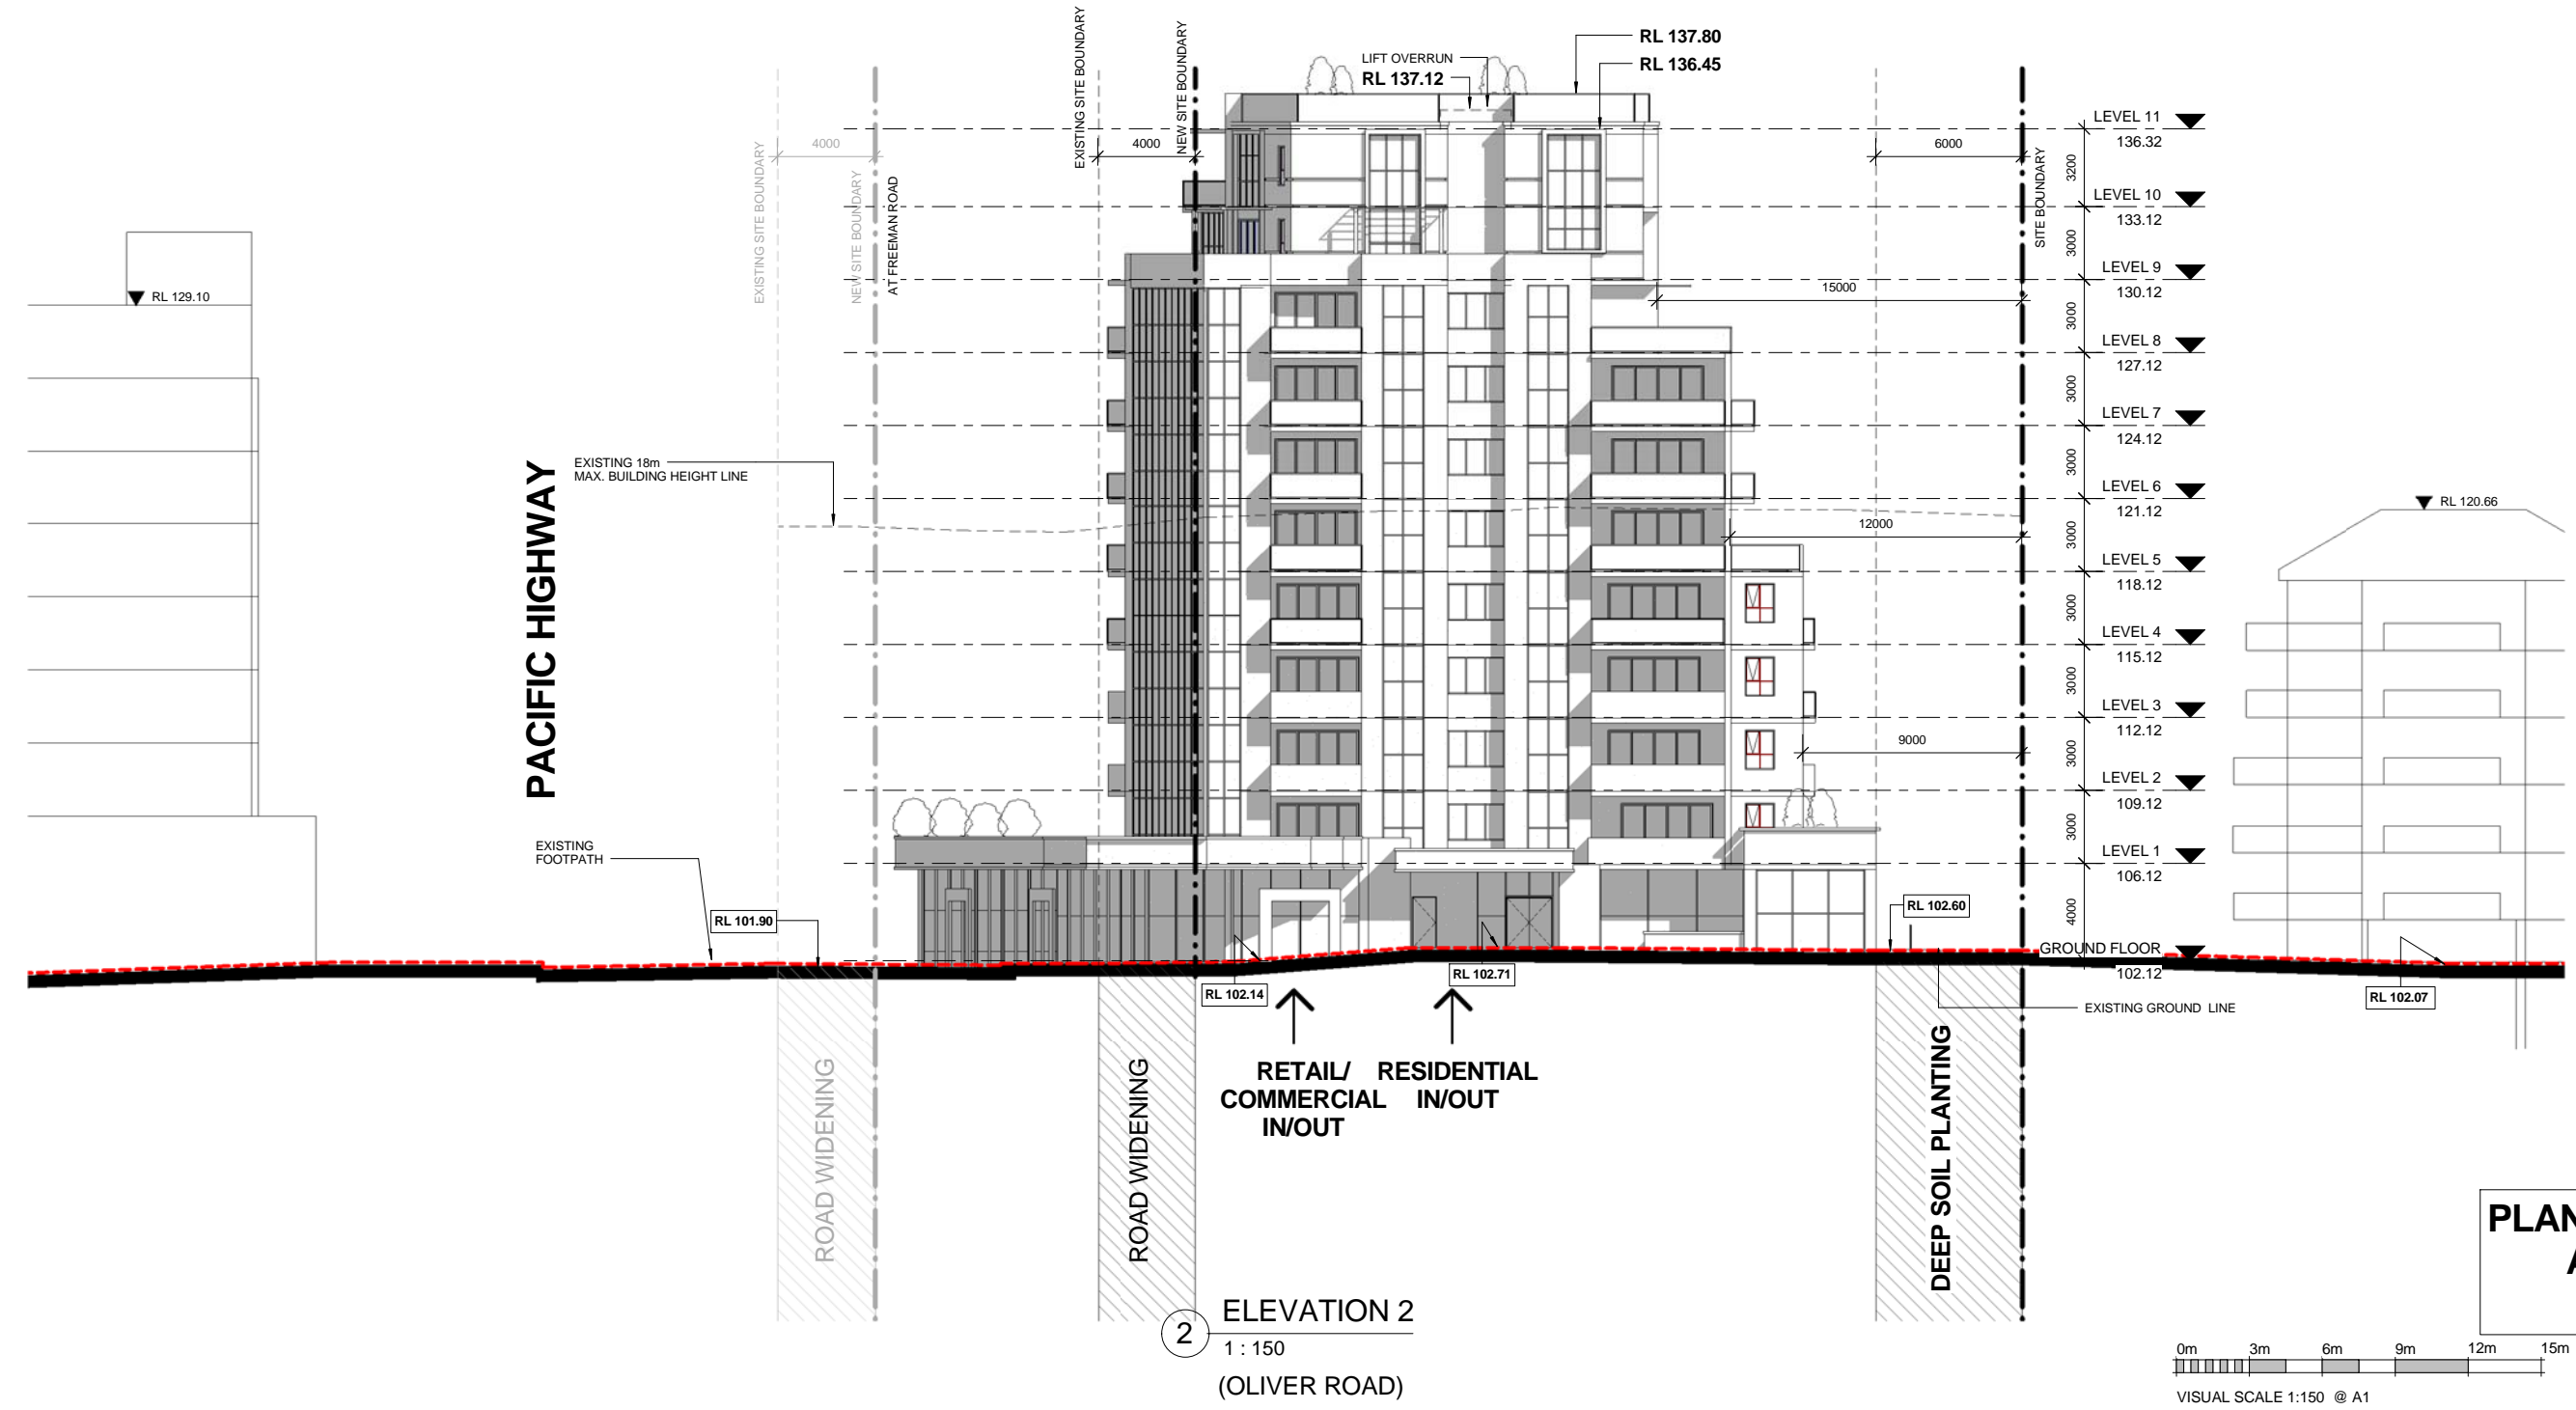 EXISTING SITE BOUNDARY
NEW SITE BOUNDARY
LIFT OVERRUN
RL 137.12
RL 137.80
RL 136.45
4000
4000
6000
EXISTING SITE BOUNDARY
NEW SITE BOUNDARY
AT FREEMAN ROAD
SITE BOUNDARY
LEVEL 11
136.32
3200
LEVEL 10
133.12
3000
LEVEL 9
130.12
3000
LEVEL 8
127.12
3000
LEVEL 7
124.12
3000
LEVEL 6
121.12
3000
LEVEL 5
118.12
3000
LEVEL 4
115.12
3000
LEVEL 3
112.12
3000
LEVEL 2
109.12
3000
LEVEL 1
106.12
4000
GROUND FLOOR
102.12
RL 129.10
15000
12000
9000
RL 120.66
PACIFIC HIGHWAY
EXISTING 18m
MAX. BUILDING HEIGHT LINE
EXISTING
FOOTPATH
RL 101.90
RL 102.60
RL 102.14
RL 102.71
RL 102.07
EXISTING GROUND LINE
RETAIL/
COMMERCIAL
IN/OUT
RESIDENTIAL
IN/OUT
ROAD WIDENING
ROAD WIDENING
DEEP SOIL PLANTING
2
ELEVATION 2
1 : 150
(OLIVER ROAD)
PLAN
A
0m 3m 6m 9m 12m 15m
VISUAL SCALE 1:150 @ A1